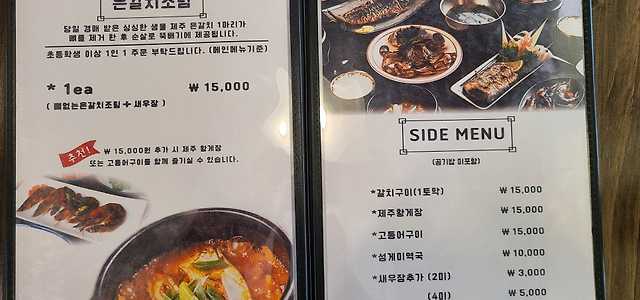 은갈치조림
당일 경매 받은 싱싱한 생물 제주 은갈치 1마리가
뼈를 제거 한 후 순살로 뚝배기에 제공됩니다.
초등학생 이상 1인 1 주문 부탁드립니다. (메인메뉴기준)
* 1ea ₩ 15,000
( 뼈없는은갈치조림 + 새우장 )
추천! ₩ 15,000원 추가 시 제주 황게장
또는 고등어구이를 함께 즐기실 수 있습니다.
SIDE MENU
(공기밥 미포함)
*갈치구이(1토막) ₩ 15,000
*제주황게장 ₩ 15,000
*고등어구이 ₩ 15,000
*성게미역국 ₩ 10,000
*새우장추가 (2미) ₩ 3,000
(4미) ₩ 5,000